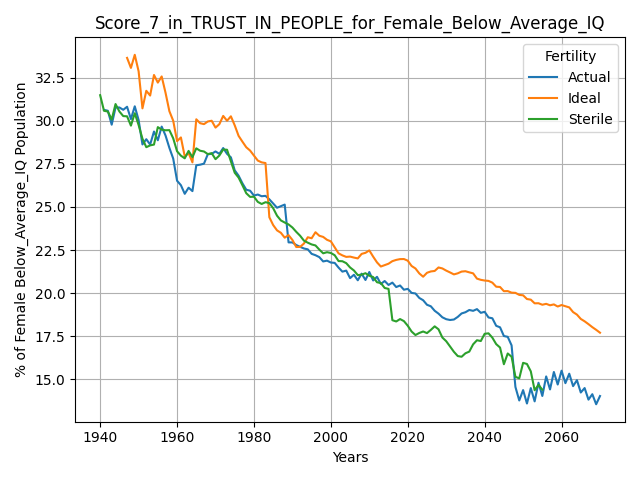 Score_7_in_TRUST_IN_PEOPLE_for_Female_Below_Average_IQ
% of Female Below_Average_IQ Population
32.5
30.0
27.5
25.0
22.5
20.0
17.5
15.0
Fertility
Actual
Ideal
Sterile
1940 1960 1980 2000 2020 2040 2060
Years